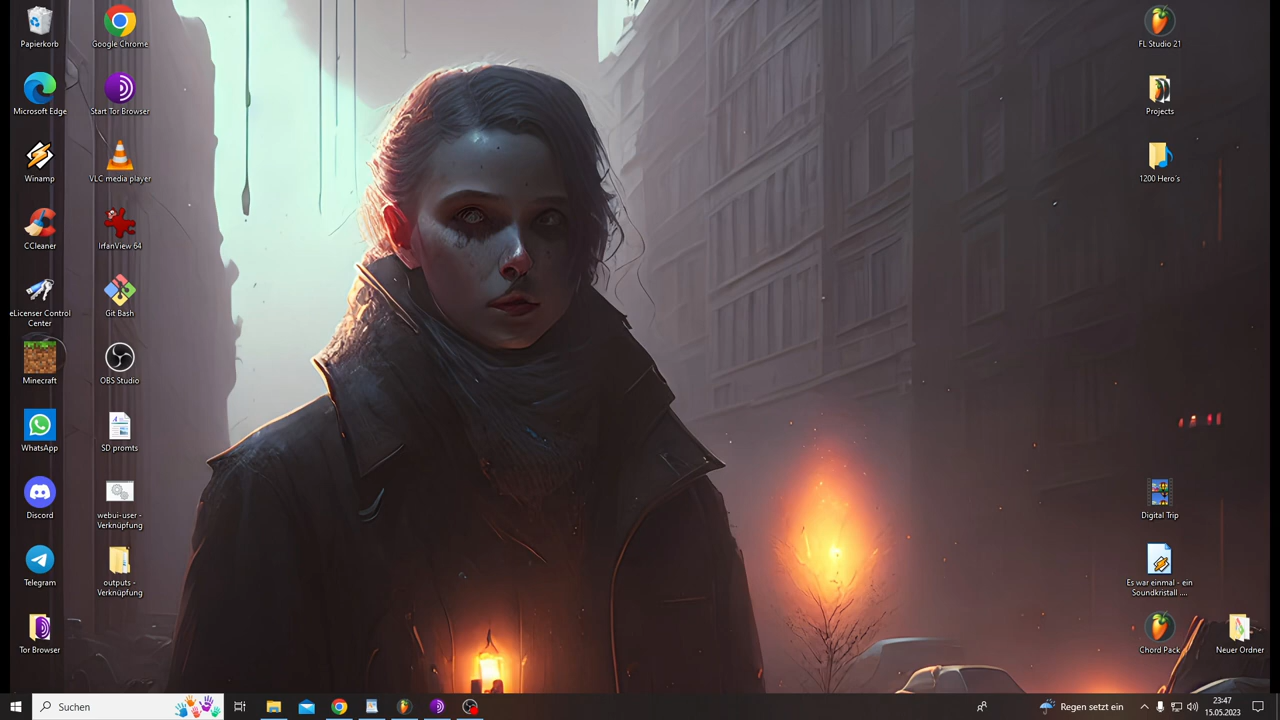 Papierkorb
Google Chrome
Microsoft Edge
Start Tor Browser
Winamp
VLC media player
CCleaner
IrfanView 64
eLicenser Control
Center
Git Bash
Minecraft
OBS Studio
WhatsApp
SD promts
Discord
webui-user -
Verknüpfung
Telegram
outputs -
Verknüpfung
Tor Browser
FL Studio 21
Projects
1200 Hero´s
Digital Trip
Es war einmal - ein
Soundkristall ....
Chord Pack
Neuer Ordner
Suchen
Regen setzt ein
23:47
15.05.2023